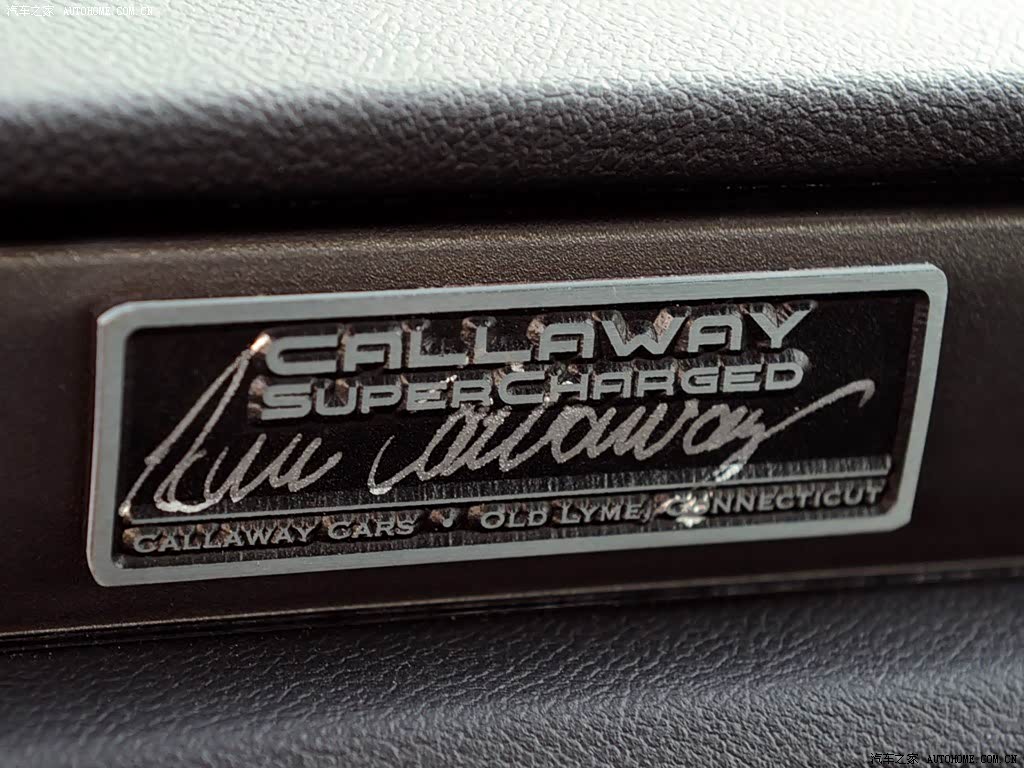 汽车之家 AUTOHOME.COM.CN
CALLAWAY
SUPERCHARGED
Callaway
CALLAWAY CARS • OLD LYME, CONNECTICUT
汽车之家 AUTOHOME.COM.CN